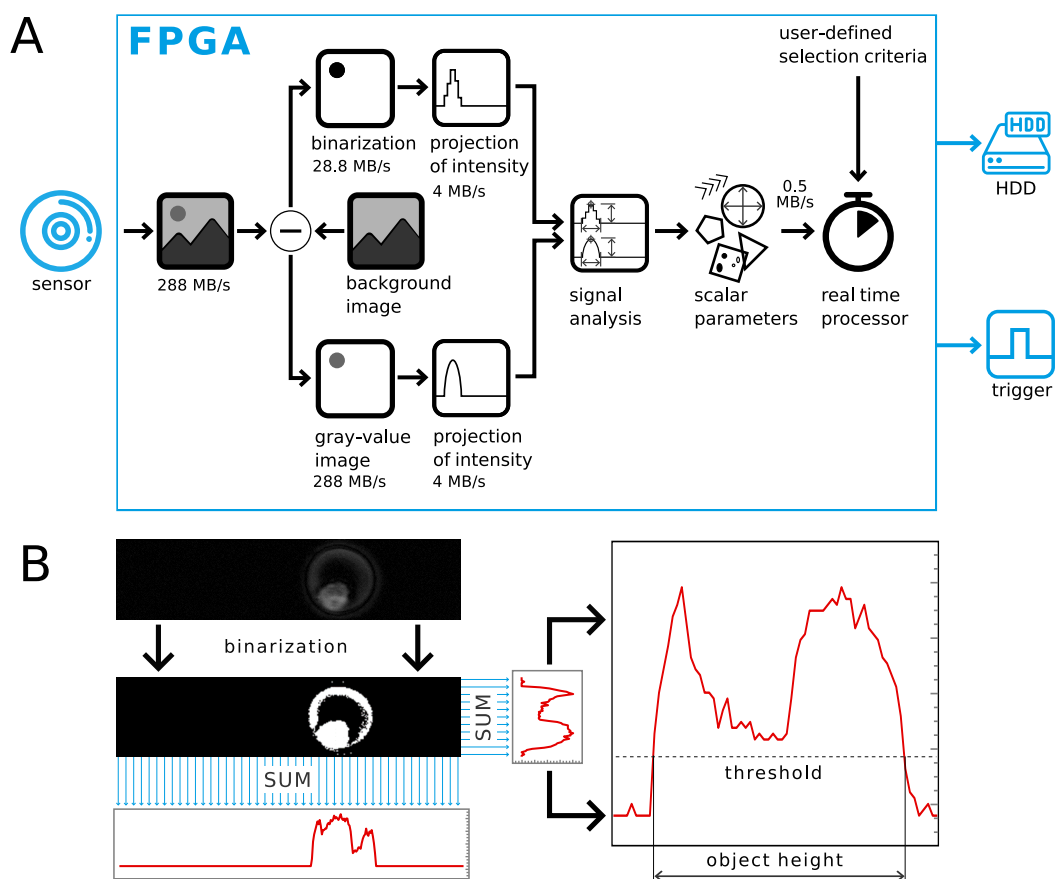 A
FPGA
user-defined
selection criteria
HDD
HDD
binarization
28.8 MB/s
projection
of intensity
4 MB/s
0.5
MB/s
sensor
288 MB/s
background
image
signal
analysis
scalar
parameters
real time
processor
trigger
gray-value
image
288 MB/s
projection
of intensity
4 MB/s
B
binarization
SUM
SUM
threshold
object height